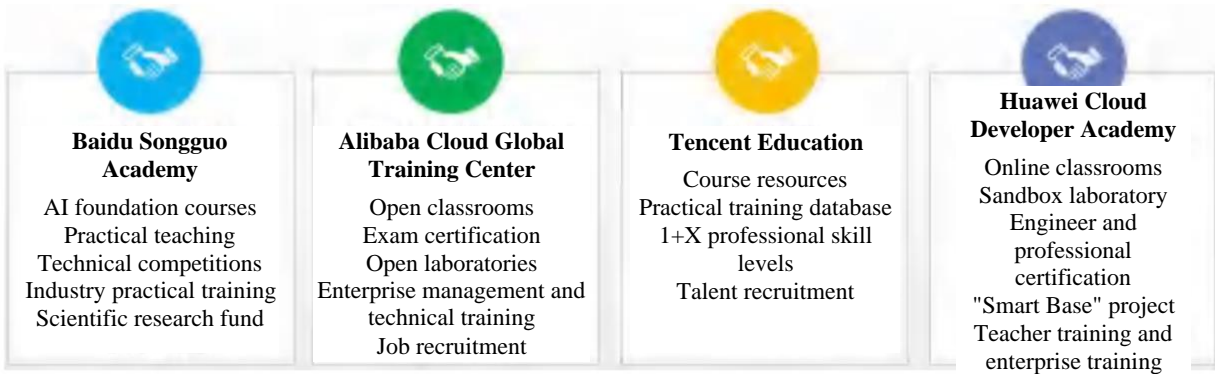 Baidu Songguo
Academy
AI foundation courses
Practical teaching
Technical competitions
Industry practical training
Scientific research fund
Alibaba Cloud Global
Training Center
Open classrooms
Exam certification
Open laboratories
Enterprise management and
technical training
Job recruitment
Tencent Education
Course resources
Practical training database
1+X professional skill
levels
Talent recruitment
Huawei Cloud
Developer Academy
Online classrooms
Sandbox laboratory
Engineer and
professional
certification
"Smart Base" project
Teacher training and
enterprise training